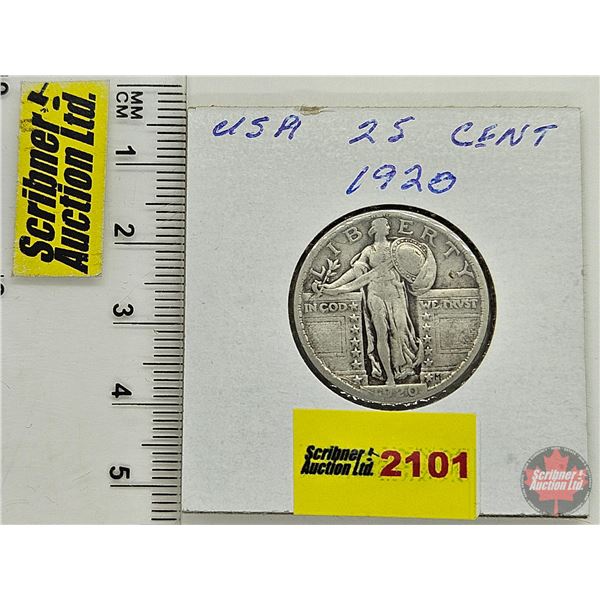 Scribner
Auction Ltd.
MM
CM
1
2
3
4
5
USA 25 CENT
1920
LIBERTY
IN GOD WE TRUST
1920
Scribner
Auction Ltd. 2101
Scribner
Auction Ltd.